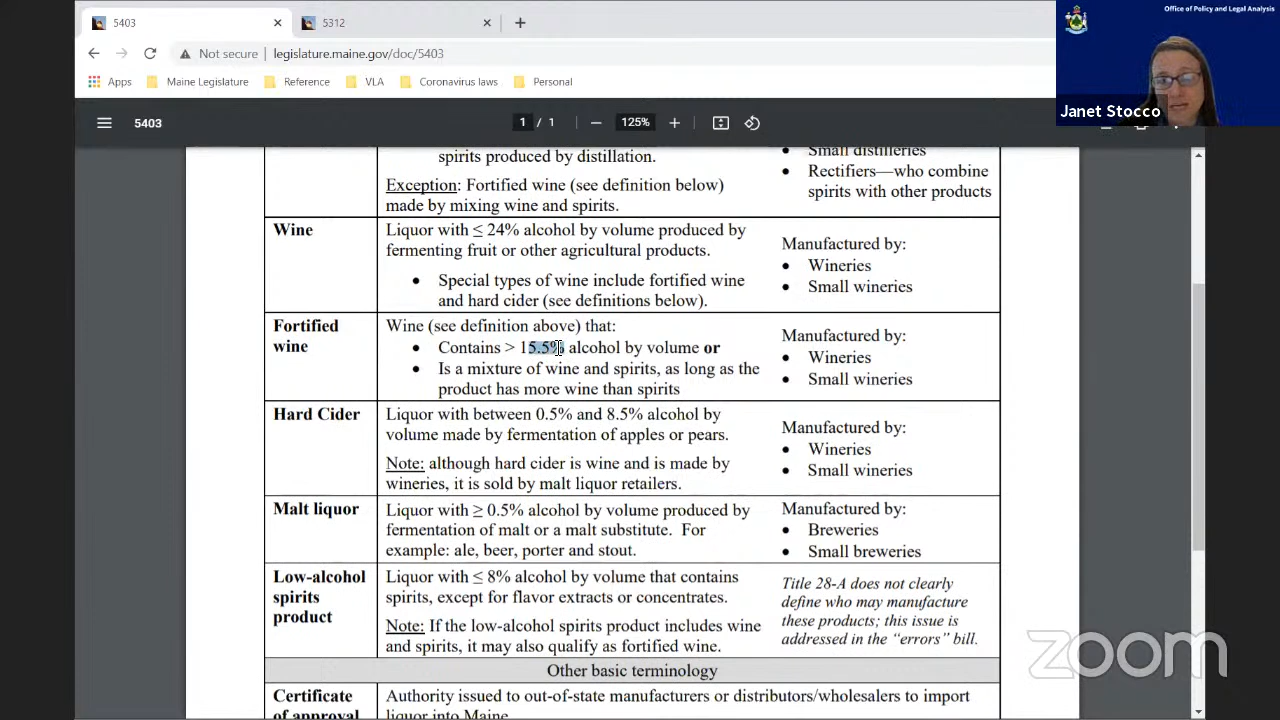 5403
5312
Not secure | legislature.maine.gov/doc/5403
Apps Maine Legislature Reference VLA Coronavirus laws Personal
Office of Policy and Legal Analysis
Janet Stocco
5403
1 / 1 125%
spirits produced by distillation.
Exception: Fortified wine (see definition below)
made by mixing wine and spirits.
• Small distilleries
• Rectifiers—who combine
spirits with other products
Wine
Liquor with ≤ 24% alcohol by volume produced by
fermenting fruit or other agricultural products.
• Special types of wine include fortified wine
and hard cider (see definitions below).
Manufactured by:
• Wineries
• Small wineries
Fortified
wine
Wine (see definition above) that:
• Contains > 15.5% alcohol by volume or
• Is a mixture of wine and spirits, as long as the
product has more wine than spirits
Manufactured by:
• Wineries
• Small wineries
Hard Cider
Liquor with between 0.5% and 8.5% alcohol by
volume made by fermentation of apples or pears.
Note: although hard cider is wine and is made by
wineries, it is sold by malt liquor retailers.
Manufactured by:
• Wineries
• Small wineries
Malt liquor
Liquor with ≥ 0.5% alcohol by volume produced by
fermentation of malt or a malt substitute. For
example: ale, beer, porter and stout.
Manufactured by:
• Breweries
• Small breweries
Low-alcohol
spirits
product
Liquor with ≤ 8% alcohol by volume that contains
spirits, except for flavor extracts or concentrates.
Note: If the low-alcohol spirits product includes wine
and spirits, it may also qualify as fortified wine.
Title 28-A does not clearly
define who may manufacture
these products; this issue is
addressed in the “errors” bill.
Other basic terminology
Certificate
of approval
Authority issued to out-of-state manufacturers or distributors/wholesalers to import
liquor into Maine.
zoom